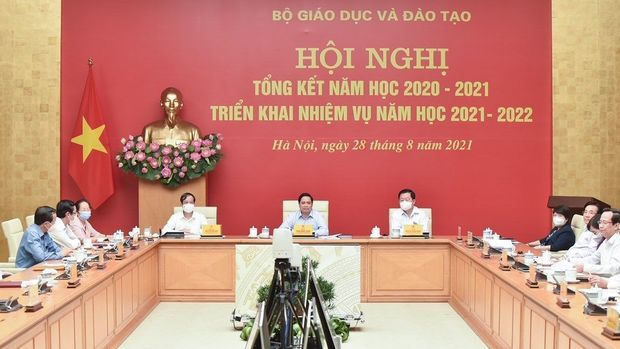 BỘ GIÁO DỤC VÀ ĐÀO TẠO
HỘI NGHỊ
TỔNG KẾT NĂM HỌC 2020 - 2021
TRIỂN KHAI NHIỆM VỤ NĂM HỌC 2021- 2022
Hà Nội, ngày 28 tháng 8 năm 2021